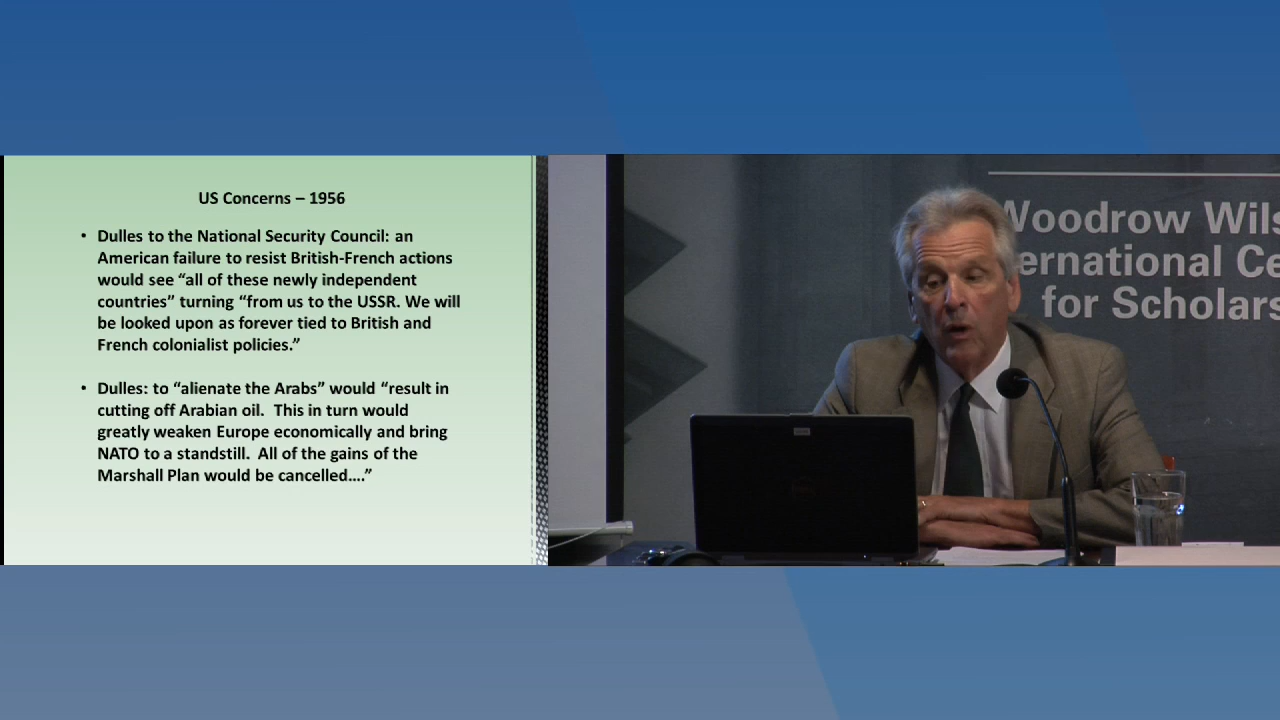 US Concerns – 1956
• Dulles to the National Security Council: an
American failure to resist British-French actions
would see “all of these newly independent
countries” turning “from us to the USSR. We will
be looked upon as forever tied to British and
French colonialist policies.”
• Dulles: to “alienate the Arabs” would “result in
cutting off Arabian oil.  This in turn would
greatly weaken Europe economically and bring
NATO to a standstill.  All of the gains of the
Marshall Plan would be cancelled….”
Woodrow Wils
ernational Ce
for Scholars